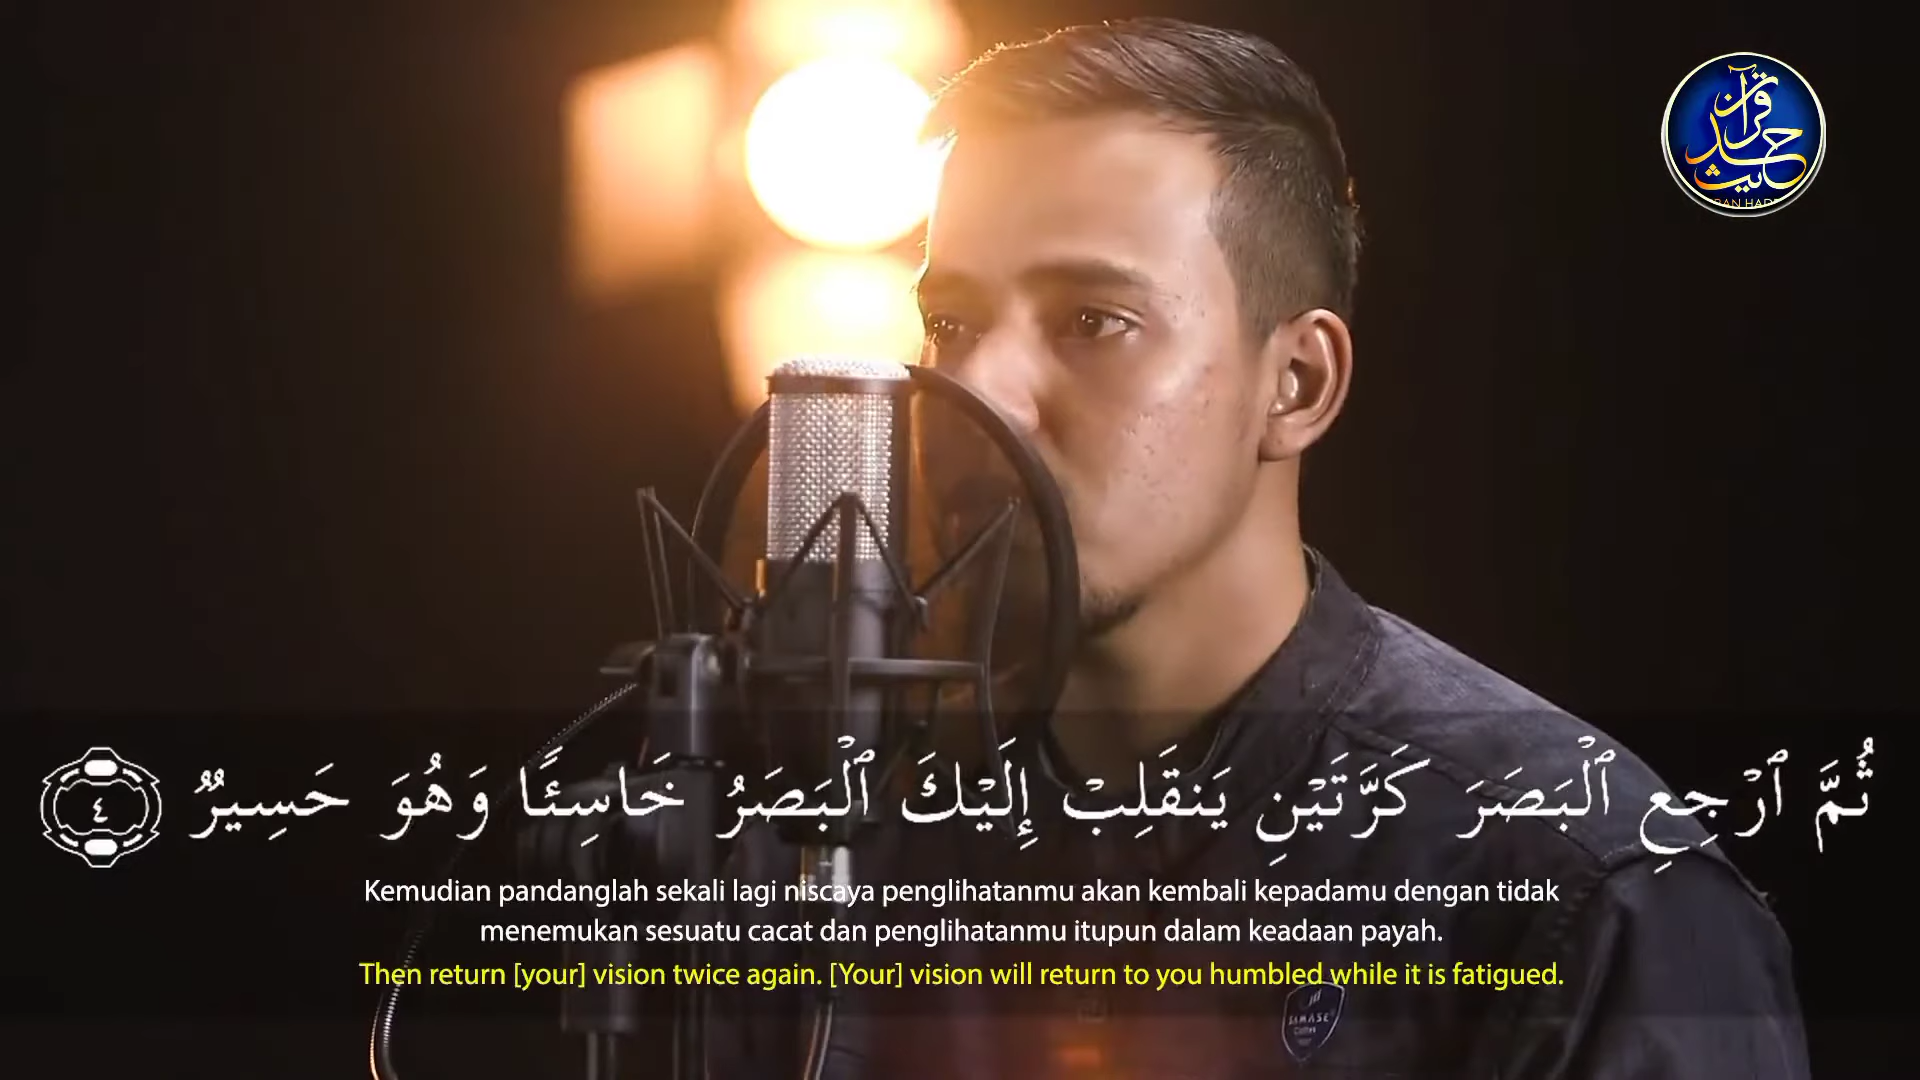 قرآن
حديث
ثُمَّ ٱرْجِعِ ٱلْبَصَرَ كَرَّتَيْنِ يَنقَلِبْ إِلَيْكَ ٱلْبَصَرُ خَاسِئًا وَهُوَ حَسِيرٌ ٤
Kemudian pandanglah sekali lagi niscaya penglihatanmu akan kembali kepadamu dengan tidak
menemukan sesuatu cacat dan penglihatanmu itupun dalam keadaan payah.
Then return [your] vision twice again. [Your] vision will return to you humbled while it is fatigued.